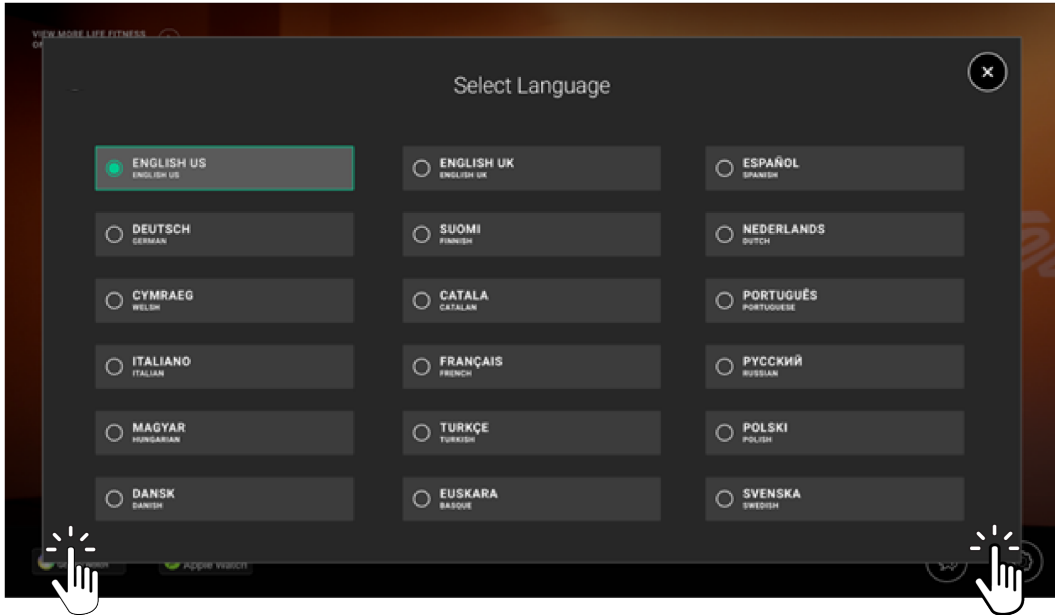 VIEW MORE LIFE FITNESS
Select Language
ENGLISH US
ENGLISH US
ENGLISH UK
ENGLISH UK
ESPAÑOL
SPANISH
DEUTSCH
GERMAN
SUOMI
FINNISH
NEDERLANDS
DUTCH
CYMRAEG
WELSH
CATALA
CATALAN
PORTUGUÊS
PORTUGUESE
ITALIANO
ITALIAN
FRANÇAIS
FRENCH
РУССКИЙ
RUSSIAN
MAGYAR
HUNGARIAN
TURKÇE
TURKISH
POLSKI
POLISH
DANSK
DANISH
EUSKARA
BASQUE
SVENSKA
SWEDISH
Apple Watch